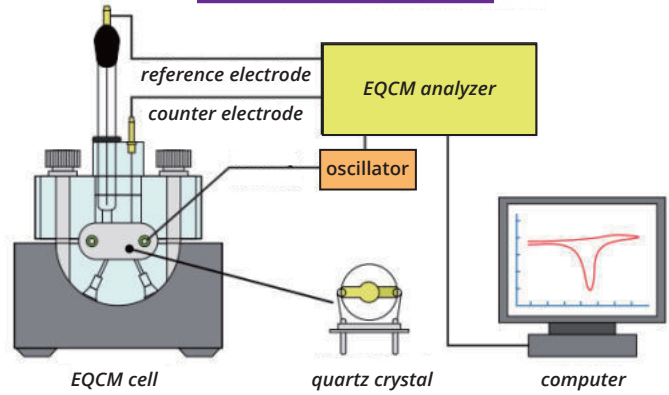 reference electrode
EQCM analyzer
counter electrode
oscillator
EQCM cell
quartz crystal
computer